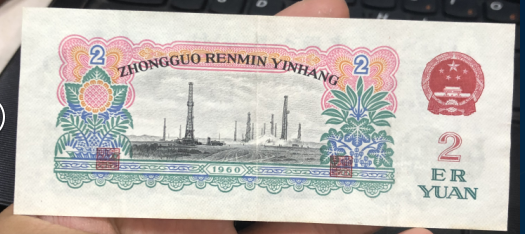 2 2
ZHONGGUO RENMIN YINHANG
2
ER
YUAN
1960